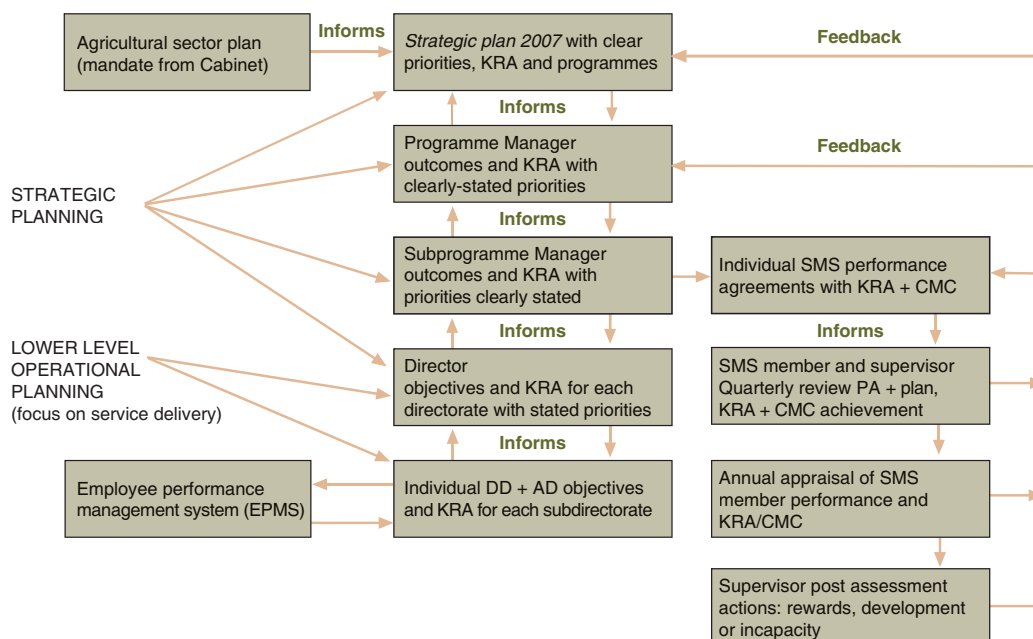 Agricultural sector plan
(mandate from Cabinet)
Informs
Strategic plan 2007 with clear
priorities, KRA and programmes
Feedback
Informs
Programme Manager
outcomes and KRA with
clearly-stated priorities
Feedback
STRATEGIC
PLANNING
Informs
Subprogramme Manager
outcomes and KRA with
priorities clearly stated
Individual SMS performance
agreements with KRA + CMC
Informs
Informs
LOWER LEVEL
OPERATIONAL
PLANNING
(focus on service delivery)
Director
objectives and KRA for each
directorate with stated priorities
SMS member and supervisor
Quarterly review PA + plan,
KRA + CMC achievement
Informs
Employee performance
management system (EPMS)
Individual DD + AD objectives
and KRA for each subdirectorate
Annual appraisal of SMS
member performance and
KRA/CMC
Supervisor post assessment
actions: rewards, development
or incapacity